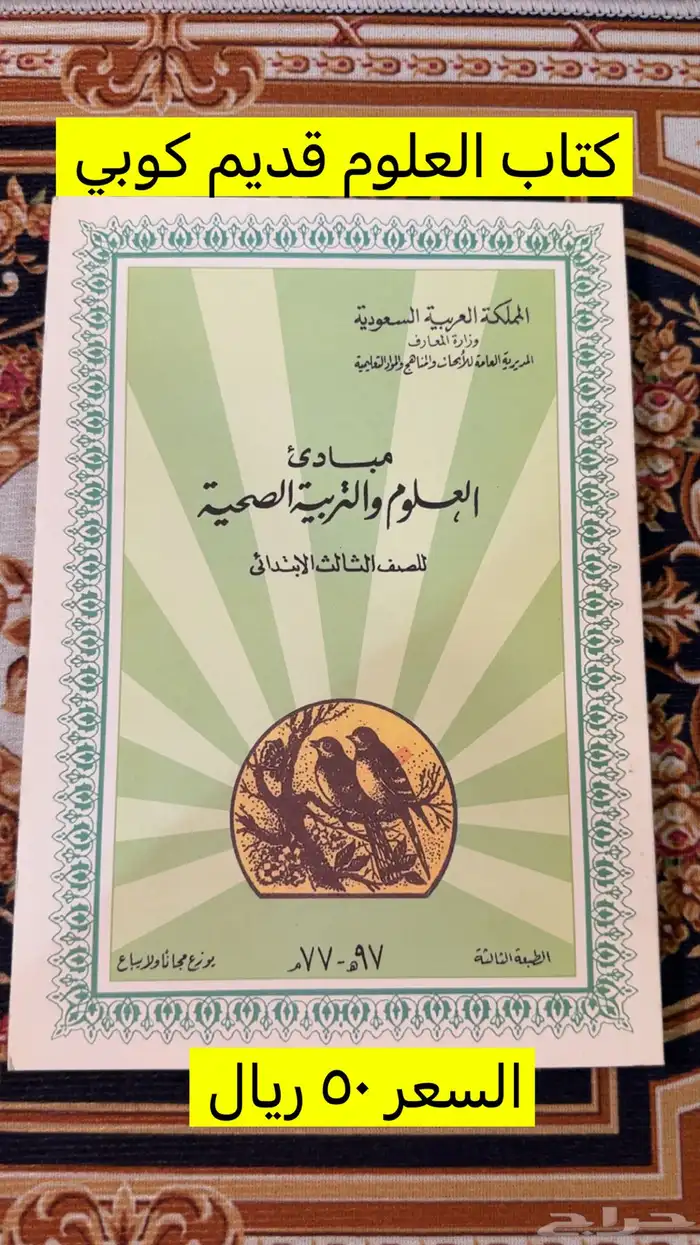 كتاب العلوم قديم كوبي
المملكة العربية السعودية
وزارة المعارف
المديرية العامة للأبحاث والمناهج والمواد التعليمية
مبادئ
العلوم والتربية الصحية
للصف الثالث الابتدائى
الطبعة الثالثة
٩٧هـ - ٧٧م
يوزع مجانا ولا يباع
السعر ٥٠ ريال
حراج